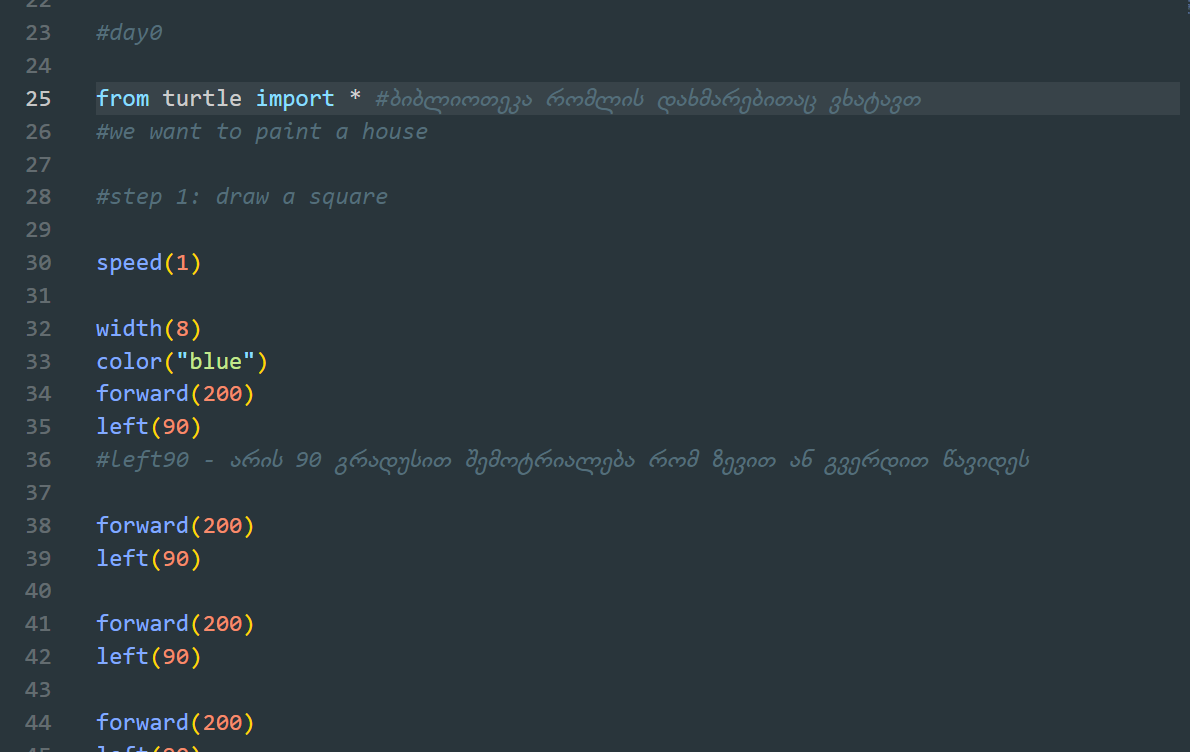 22
23 #day0
24
25 from turtle import * #ბიბლიოთეკა რომლის დახმარებითაც ვხატავთ
26 #we want to paint a house
27
28 #step 1: draw a square
29
30 speed(1)
31
32 width(8)
33 color("blue")
34 forward(200)
35 left(90)
36 #left90 - არის 90 გრადუსით შემოტრიალება რომ ზევით ან გვერდით წავიდეს
37
38 forward(200)
39 left(90)
40
41 forward(200)
42 left(90)
43
44 forward(200)
45 left(90)